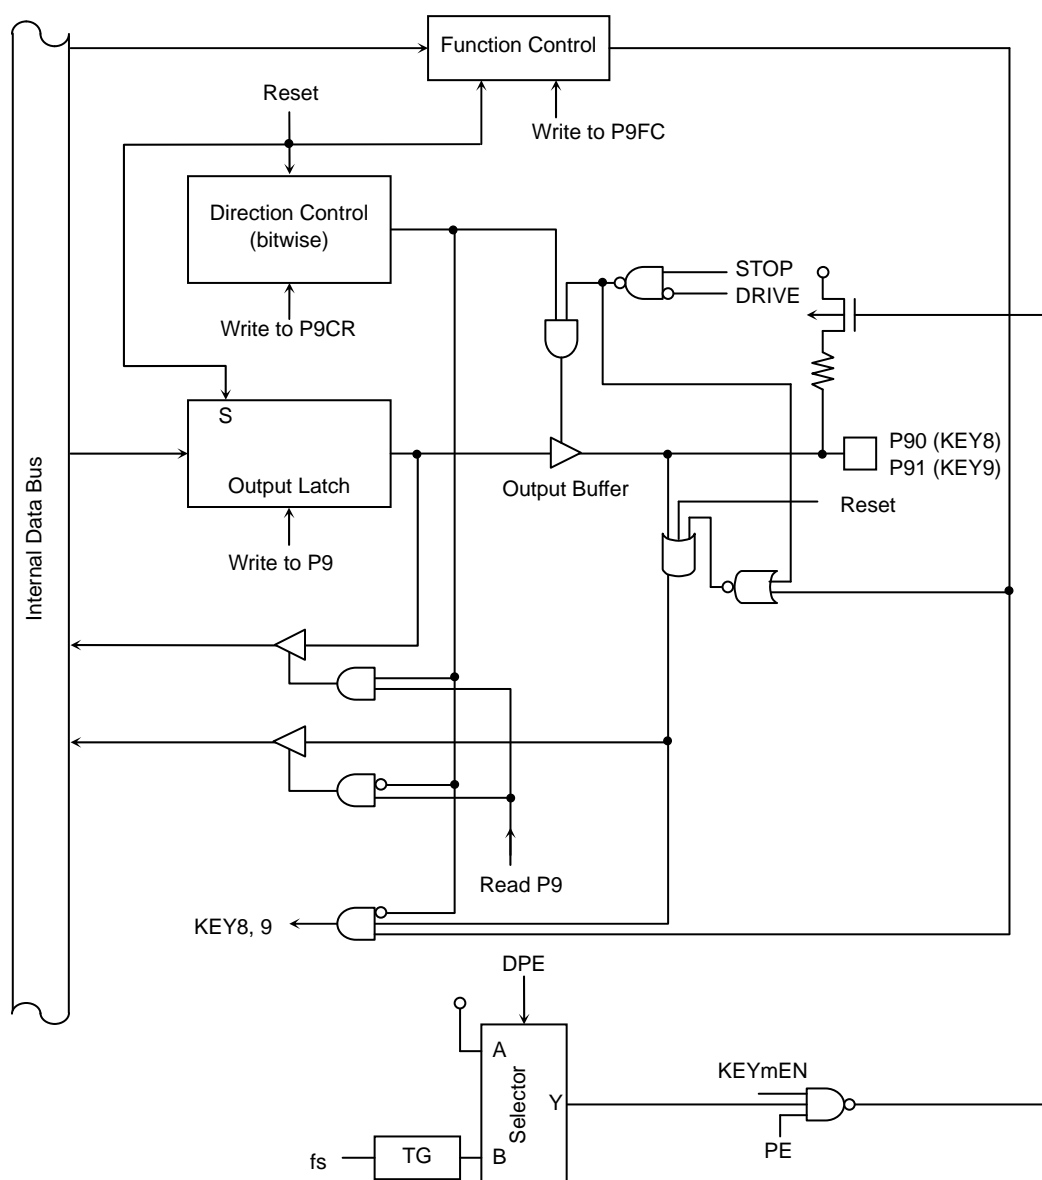 Function Control
Reset
Write to P9FC
Direction Control
(bitwise)
STOP
DRIVE
Write to P9CR
S
P90 (KEY8)
P91 (KEY9)
Output Latch
Output Buffer
Reset
Internal Data Bus
Write to P9
Read P9
KEY8, 9
DPE
A
Selector
KEYmEN
Y
PE
fs
TG
B